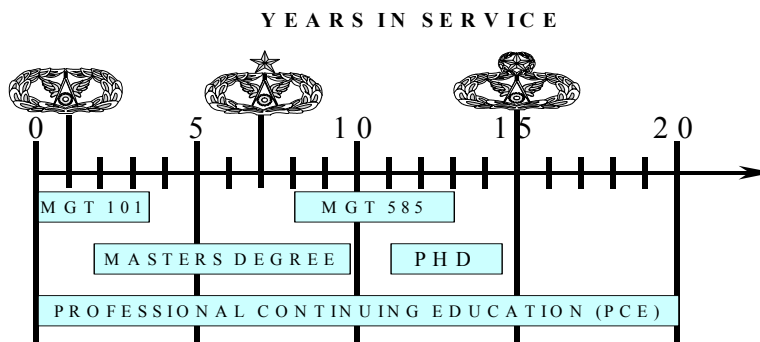 YEARS IN SERVICE
0 5 10 15 20
MGT 101 MGT 585
MASTERS DEGREE PHD
PROFESSIONAL CONTINUING EDUCATION (PCE)